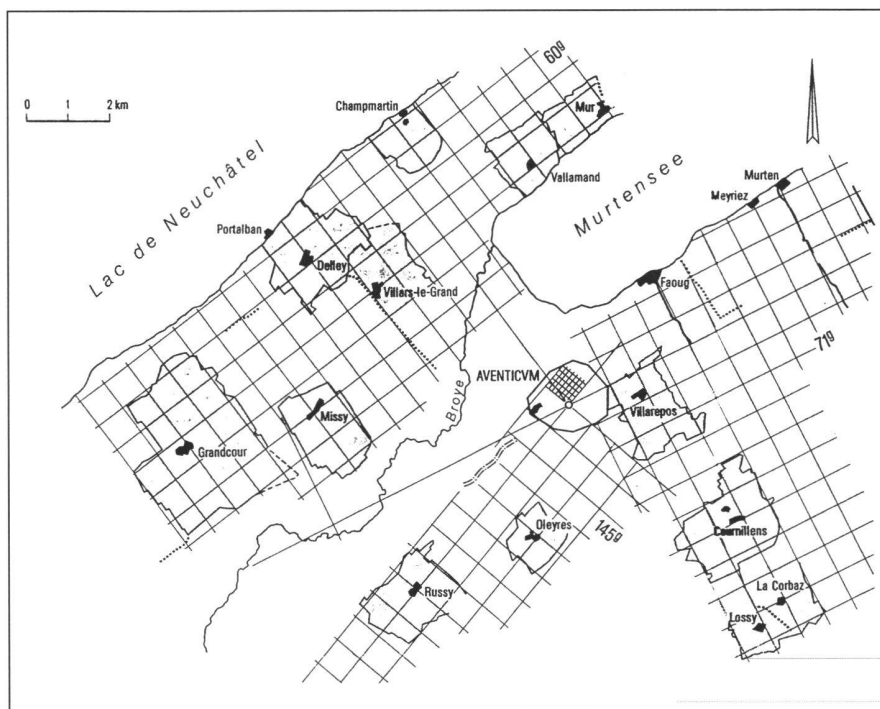 60g
0 1 2 km
Champmartin
Mur
Vallamand
Lac de Neuchâtel
Murtensee
Murten
Meyriez
Portalban
Delley
Villars-le-Grand
Faoug
71g
AVENTICVM
Broye
Villarepos
Missy
Grandcour
Oleyres
145g
Cournillens
Russy
La Corbaz
Lossy